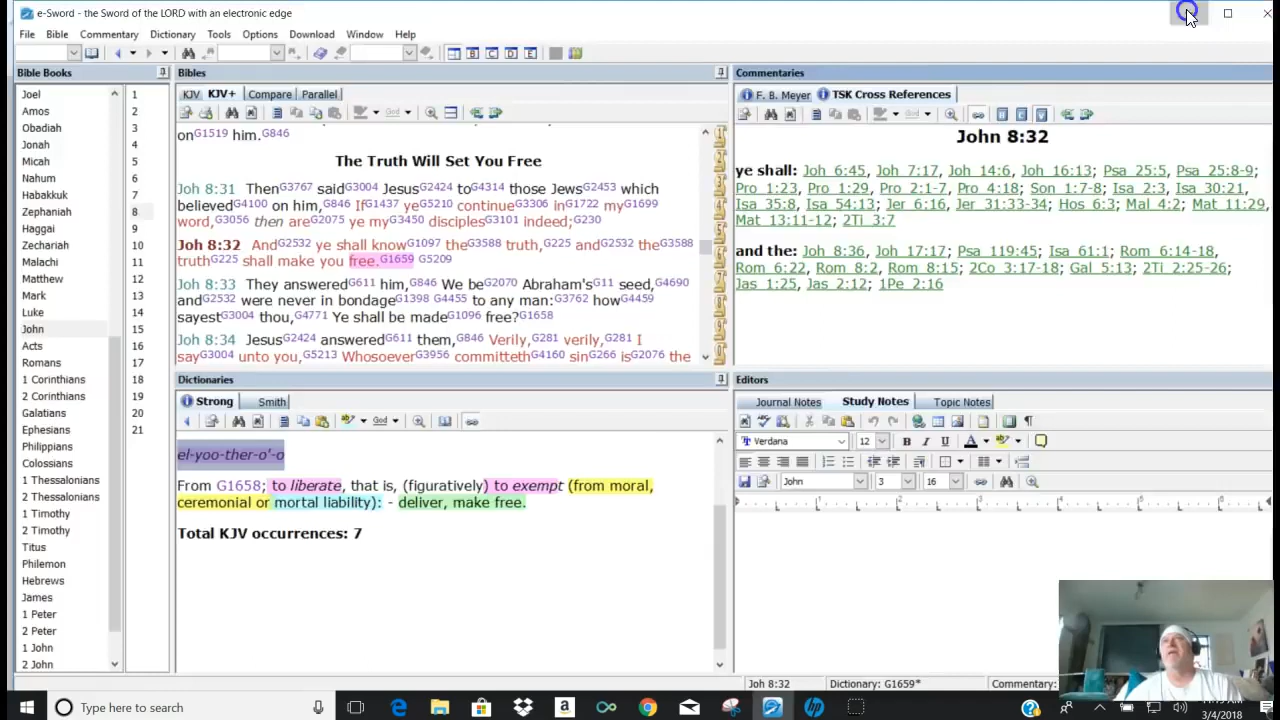 e-Sword - the Sword of the LORD with an electronic edge
File Bible Commentary Dictionary Tools Options Download Window Help
Bible Books
Joel
Amos
Obadiah
Jonah
Micah
Nahum
Habakkuk
Zephaniah
Haggai
Zechariah
Malachi
Matthew
Mark
Luke
John
Acts
Romans
1 Corinthians
2 Corinthians
Galatians
Ephesians
Philippians
Colossians
1 Thessalonians
2 Thessalonians
1 Timothy
2 Timothy
Titus
Philemon
Hebrews
James
1 Peter
2 Peter
1 John
2 John
1
2
3
4
5
6
7
8
9
10
11
12
13
14
15
16
17
18
19
20
21
Bibles
KJV KJV+ Compare Parallel
on G1519 him. G846
The Truth Will Set You Free
Joh 8:31 Then G3767 said G3004 Jesus G2424 to G4314 those Jews G2453 which
believed G4100 on him, G846 If G1437 ye G5210 continue G3306 in G1722 my G1699
word, G3056 then are G2075 ye my G3450 disciples G3101 indeed; G230
Joh 8:32 And G2532 ye shall know G1097 the G3588 truth, G225 and G2532 the G3588
truth G225 shall make you free. G1659 G5209
Joh 8:33 They answered G611 him, G846 We be G2070 Abraham's G11 seed, G4690
and G2532 were never in bondage G1398 G4455 to any man: G3762 how G4459
sayest G3004 thou, G4771 Ye shall be made G1096 free? G1658
Joh 8:34 Jesus G2424 answered G611 them, G846 Verily, G281 verily, G281 I
say G3004 unto you, G5213 Whosoever G3956 committeth G4160 sin G266 is G2076 the
Commentaries
F. B. Meyer TSK Cross References
John 8:32
ye shall: Joh 6:45, Joh 7:17, Joh 14:6, Joh 16:13; Psa 25:5, Psa 25:8-9;
Pro 1:23, Pro 1:29, Pro 2:1-7, Pro 4:18; Son 1:7-8; Isa 2:3, Isa 30:21,
Isa 35:8, Isa 54:13; Jer 6:16, Jer 31:33-34; Hos 6:3; Mal 4:2; Mat 11:29,
Mat 13:11-12; 2Ti 3:7
and the: Joh 8:36, Joh 17:17; Psa 119:45; Isa 61:1; Rom 6:14-18,
Rom 6:22, Rom 8:2, Rom 8:15; 2Co 3:17-18; Gal 5:13; 2Ti 2:25-26;
Jas 1:25, Jas 2:12; 1Pe 2:16
Dictionaries
Strong Smith
el-yoo-ther-o'-o
From G1658; to liberate, that is, (figuratively) to exempt (from moral,
ceremonial or mortal liability): - deliver, make free.
Total KJV occurrences: 7
Editors
Journal Notes Study Notes Topic Notes
Verdana 12 B I U A
John 3 16
1 2 3 4 5
Joh 8:32 Dictionary: G1659* Commentary:
Type here to search
3/4/2018